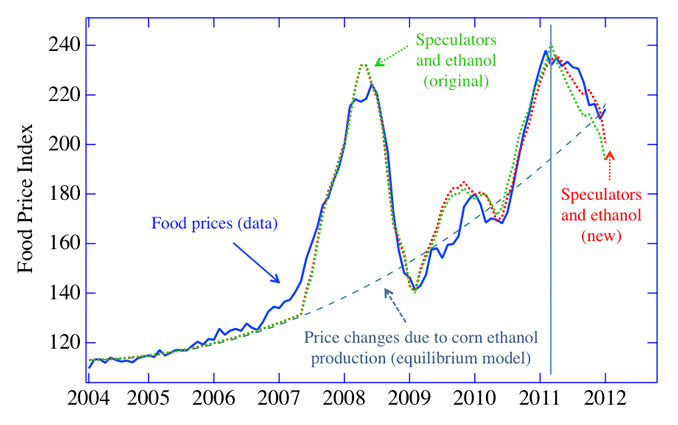 240
220
200
180
160
140
120
Food Price Index
Speculators
and ethanol
(original)
Food prices (data)
Speculators
and ethanol
(new)
Price changes due to corn ethanol
production (equilibrium model)
2004 2005 2006 2007 2008 2009 2010 2011 2012